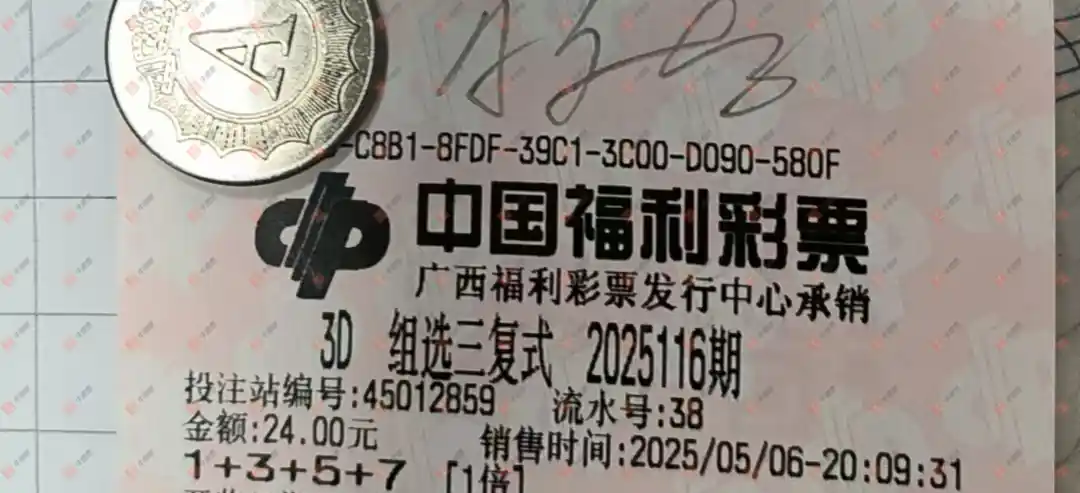 A
-C8B1-8FDF-39C1-3C00-D090-580F
中国福利彩票
广西福利彩票发行中心承销
3D 组选三复式 2025116期
投注站编号:45012859 流水号:38
金额:24.00元 销售时间:2025/05/06-20:09:31
1+3+5+7 [1倍]